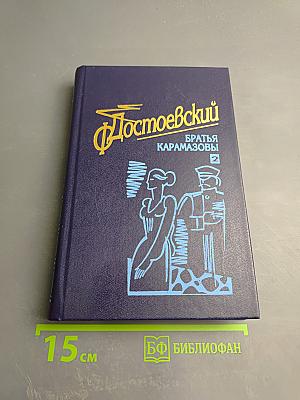 Ф. Достоевский
БРАТЬЯ
КАРАМАЗОВЫ
2
15 см
БФ БИБЛИОФАН